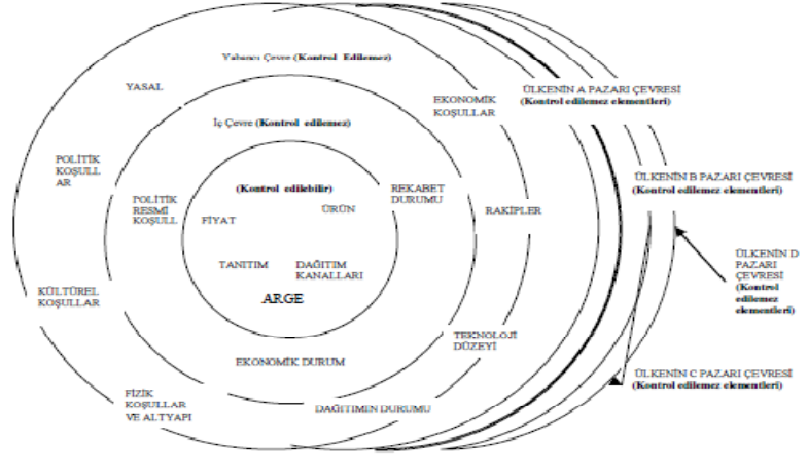 Yabancı Çevre (Kontrol Edilemez)
YASAL
EKONOMİK
KOŞULLAR
ÜLKENİN A PAZARI ÇEVRESİ
(Kontrol edilemez elementleri)
İç Çevre (Kontrol edilemez)
POLİTİK
KOŞULL
AR
(Kontrol edilebilir)
REKABET
DURUMU
ÜLKENİN B PAZARI ÇEVRESİ
(Kontrol edilemez elementleri)
POLİTİK
RESMİ
KOŞULL
FİYAT
ÜRÜN
RAKİPLER
TANITIM
DAĞITIM
KANALLARI
ARGE
ÜLKENİN D
PAZARI
ÇEVRESİ
(Kontrol
edilemez
elementleri)
KÜLTÜREL
KOŞULLAR
TEKNOLOJİ
DÜZEYİ
EKONOMİK DURUM
ÜLKENİN C PAZARI ÇEVRESİ
(Kontrol edilemez elementleri)
FİZİK
KOŞULLAR
VE ALTYAPI
DAĞITIMEN DURUMU